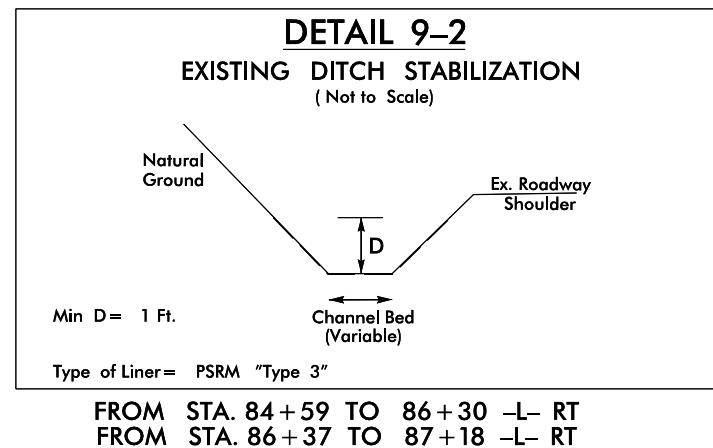 DETAIL 9–2
EXISTING DITCH STABILIZATION
( Not to Scale)
Natural
Ground
Ex. Roadway
Shoulder
D
Min D= 1 Ft.
Channel Bed
(Variable)
Type of Liner= PSRM "Type 3"
FROM STA. 84+59 TO 86+30 –L– RT
FROM STA. 86+37 TO 87+18 –L– RT